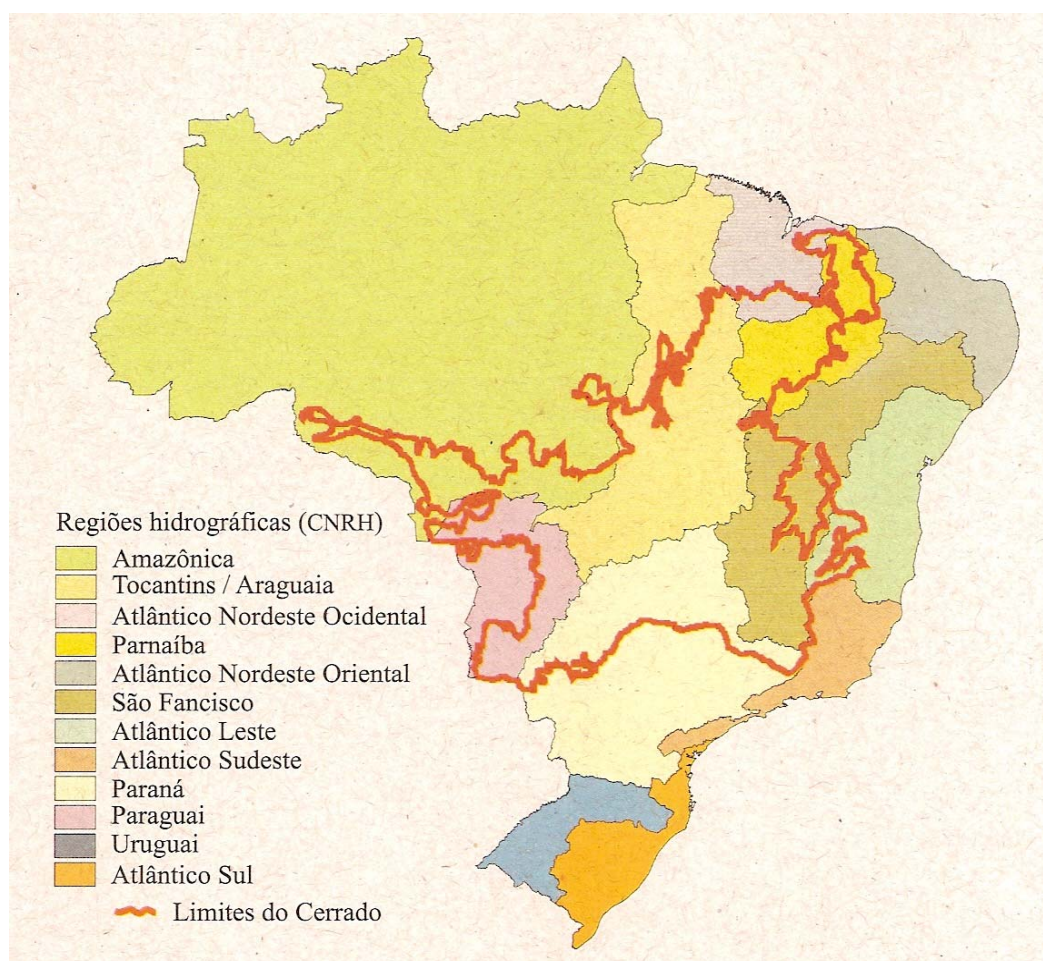 Regiões hidrográficas (CNRH)
Amazônica
Tocantins / Araguaia
Atlântico Nordeste Ocidental
Parnaíba
Atlântico Nordeste Oriental
São Fancisco
Atlântico Leste
Atlântico Sudeste
Paraná
Paraguai
Uruguai
Atlântico Sul
Limites do Cerrado